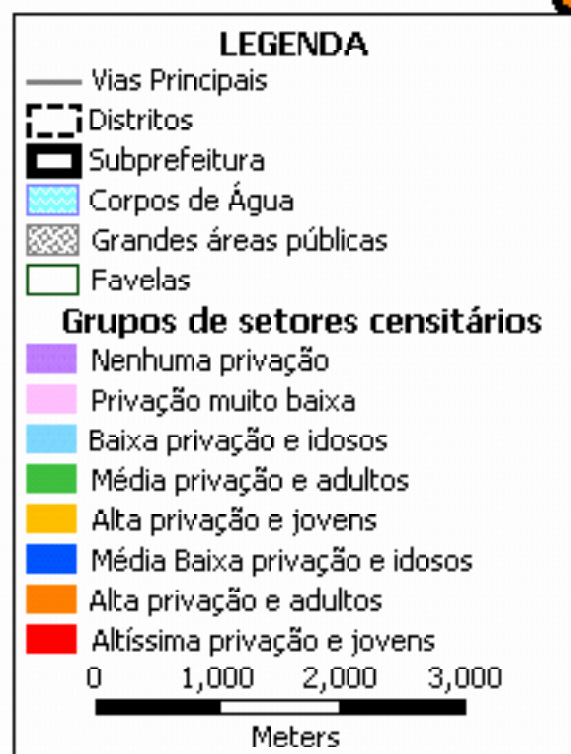 LEGENDA
Vias Principais
Distritos
Subprefeitura
Corpos de Água
Grandes áreas públicas
Favelas
Grupos de setores censitários
Nenhuma privação
Privação muito baixa
Baixa privação e idosos
Média privação e adultos
Alta privação e jovens
Média Baixa privação e idosos
Alta privação e adultos
Altíssima privação e jovens
0 1,000 2,000 3,000
Meters